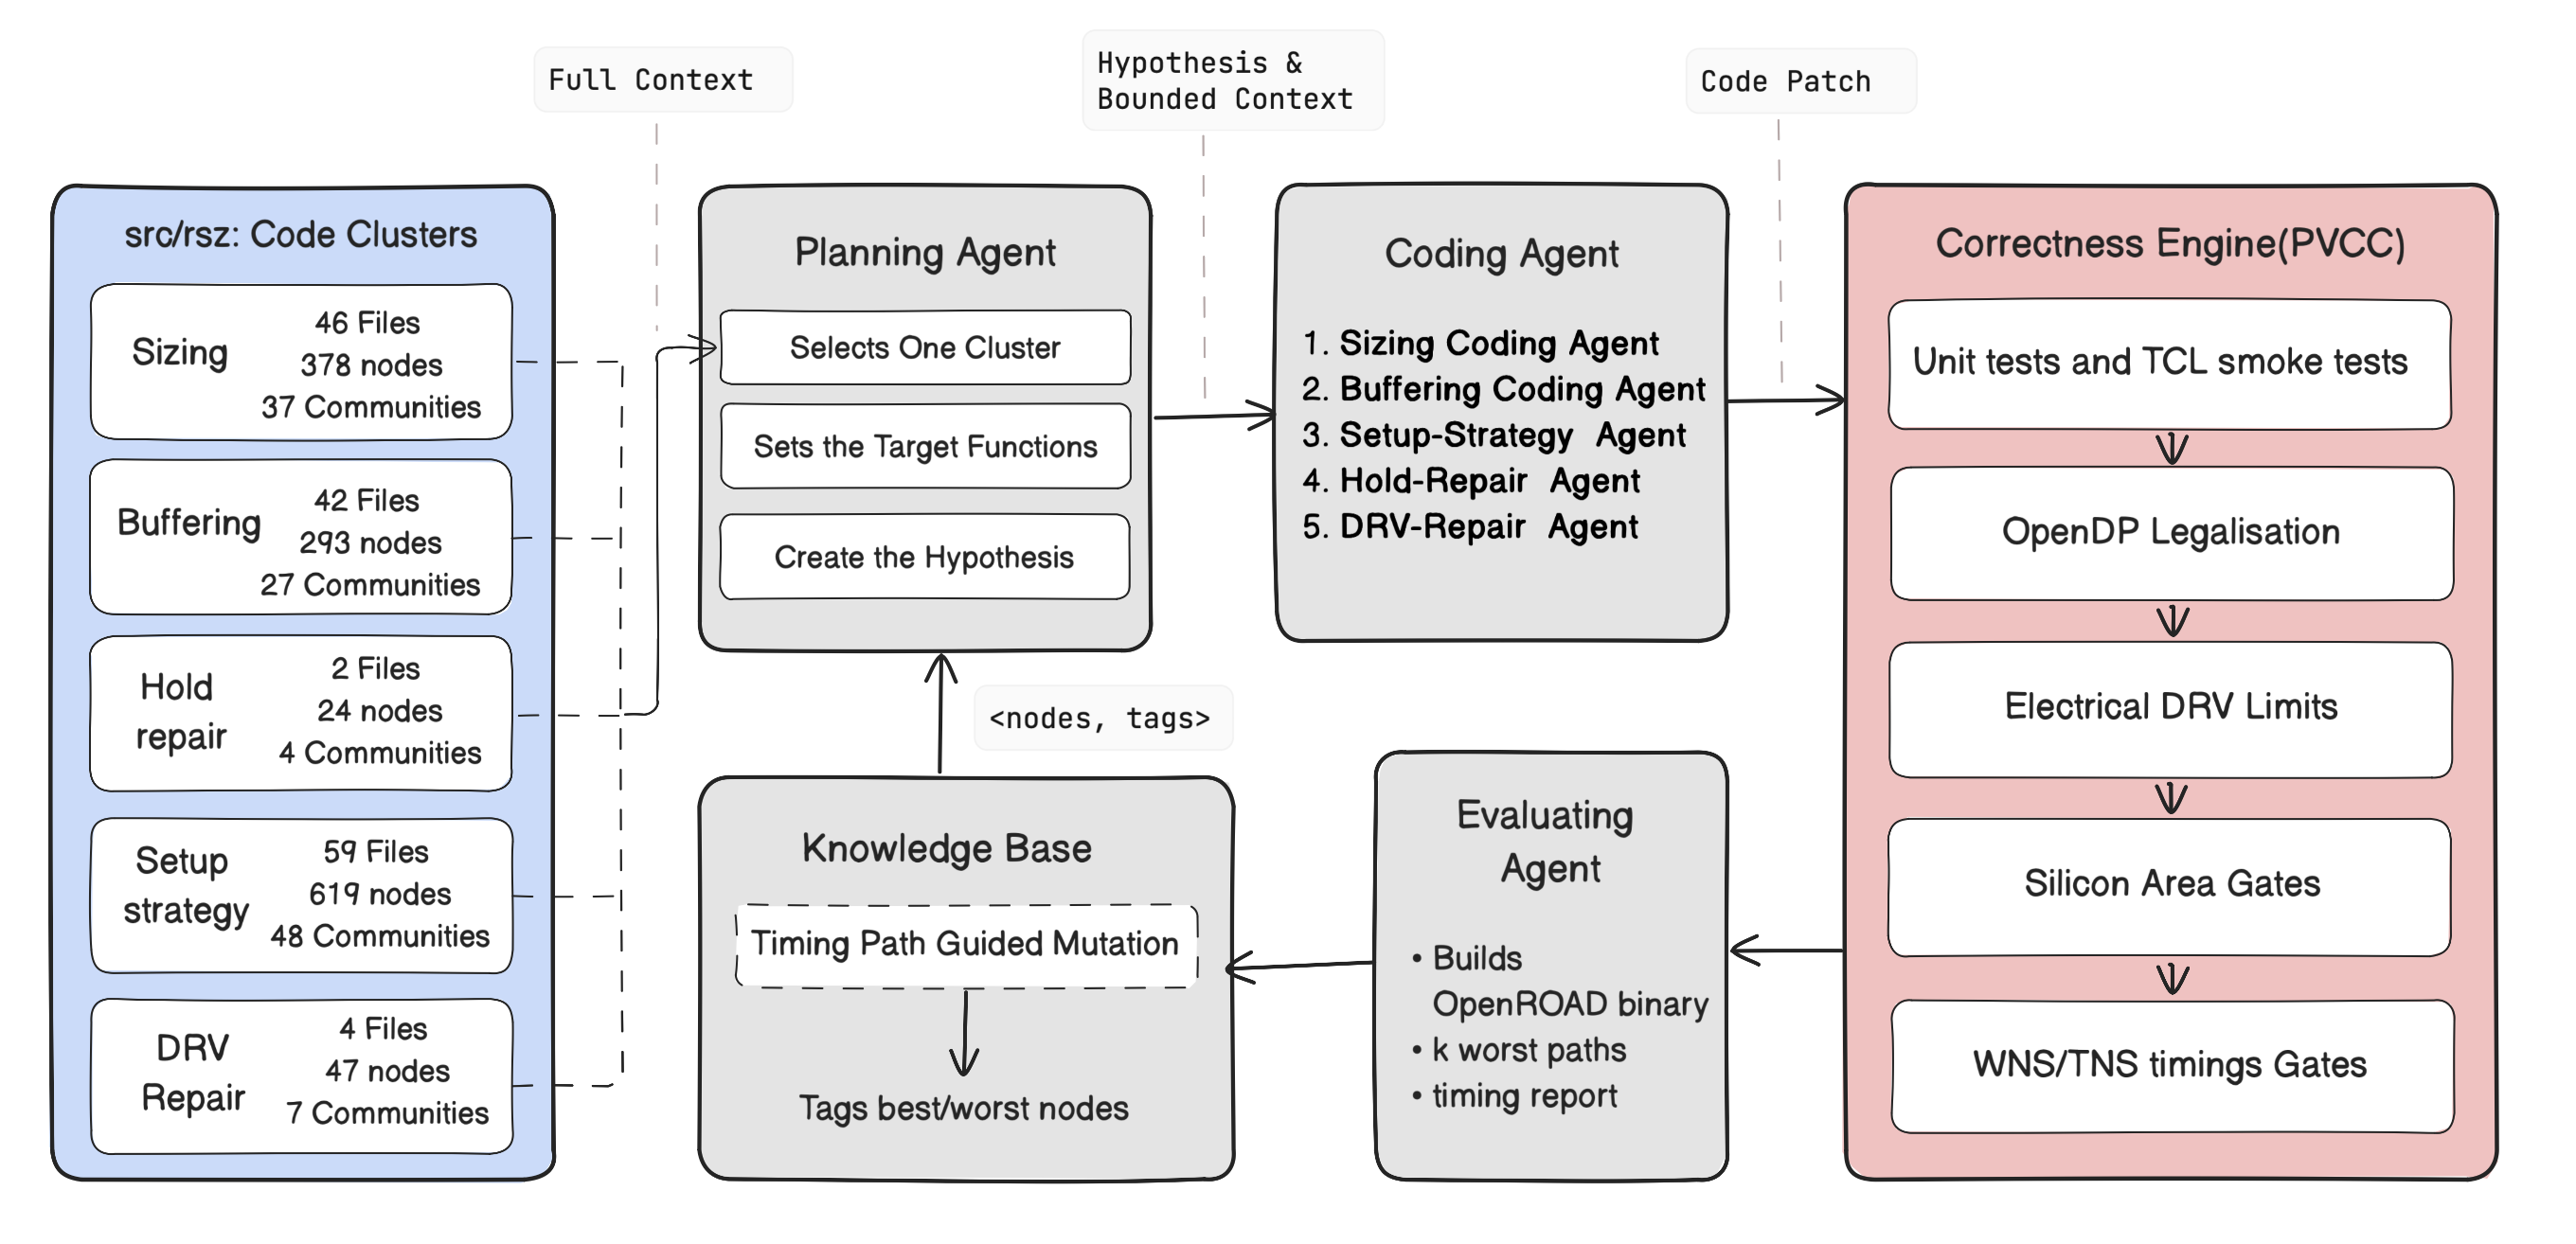 Full Context
Hypothesis &
Bounded Context
Code Patch
src/rsz: Code Clusters
Sizing
46 Files
378 nodes
37 Communities
Buffering
42 Files
293 nodes
27 Communities
Hold
repair
2 Files
24 nodes
4 Communities
Setup
strategy
59 Files
619 nodes
48 Communities
DRV
Repair
4 Files
47 nodes
7 Communities
Planning Agent
Selects One Cluster
Sets the Target Functions
Create the Hypothesis
Coding Agent
1. Sizing Coding Agent
2. Buffering Coding Agent
3. Setup-Strategy Agent
4. Hold-Repair Agent
5. DRV-Repair Agent
Correctness Engine(PVCC)
Unit tests and TCL smoke tests
OpenDP Legalisation
Electrical DRV Limits
Silicon Area Gates
WNS/TNS timings Gates
<nodes, tags>
Knowledge Base
Timing Path Guided Mutation
Tags best/worst nodes
Evaluating
Agent
• Builds
OpenROAD binary
• k worst paths
• timing report